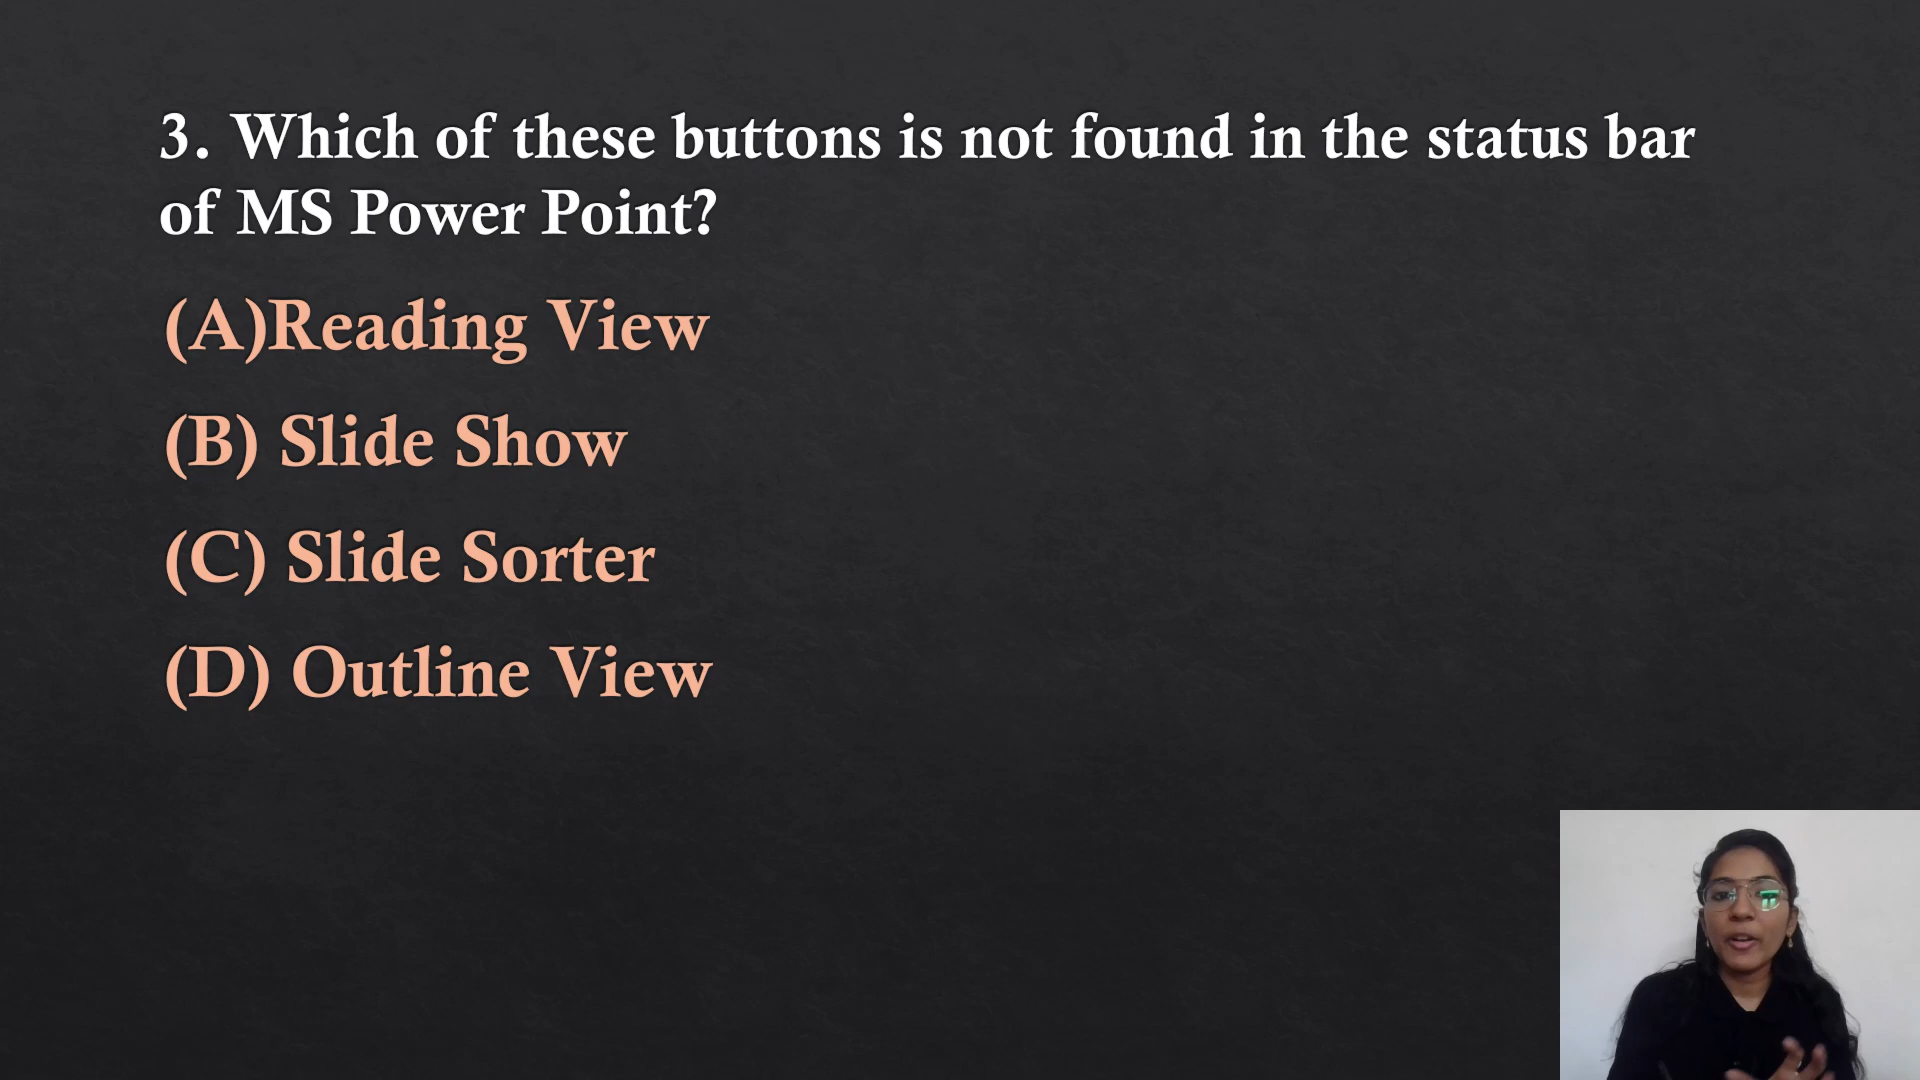 3. Which of these buttons is not found in the status bar
of MS Power Point?
(A)Reading View
(B) Slide Show
(C) Slide Sorter
(D) Outline View